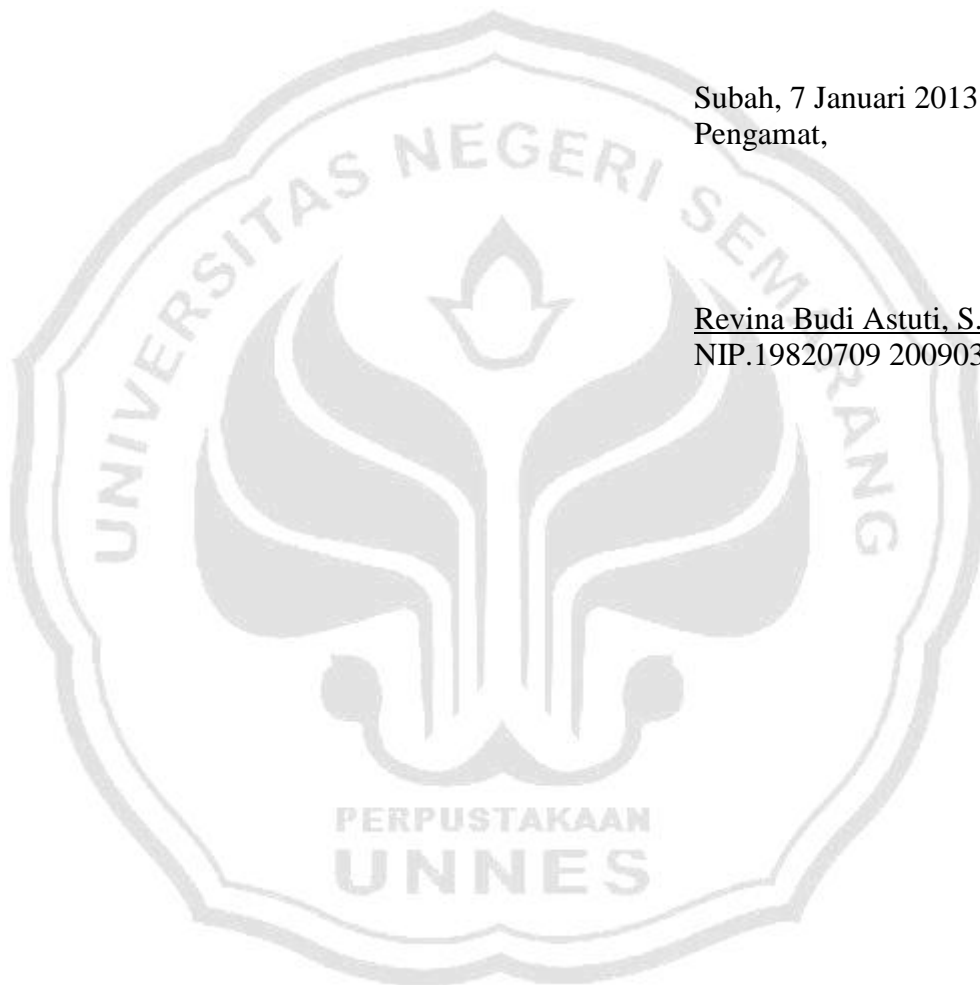 Subah, 7 Januari 2013
Pengamat,
UNIVERSITAS NEGERI SEMARANG
Revina Budi Astuti, S.
NIP.19820709 200903
PERPUSTAKAAN
UNNES